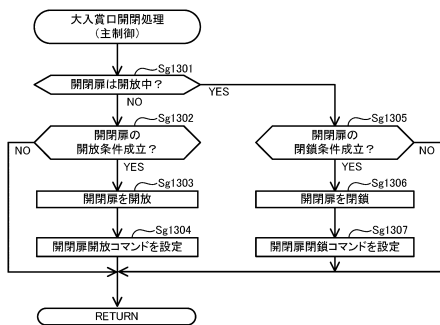 大入賞口開閉処理
(主制御)
Sg1301
開閉扉は開放中？
NO
YES
Sg1302
開閉扉の
開放条件成立？
NO
YES
Sg1305
開閉扉の
閉鎖条件成立？
NO
YES
Sg1303
開閉扉を開放
Sg1306
開閉扉を閉鎖
Sg1304
開閉扉開放コマンドを設定
Sg1307
開閉扉閉鎖コマンドを設定
RETURN